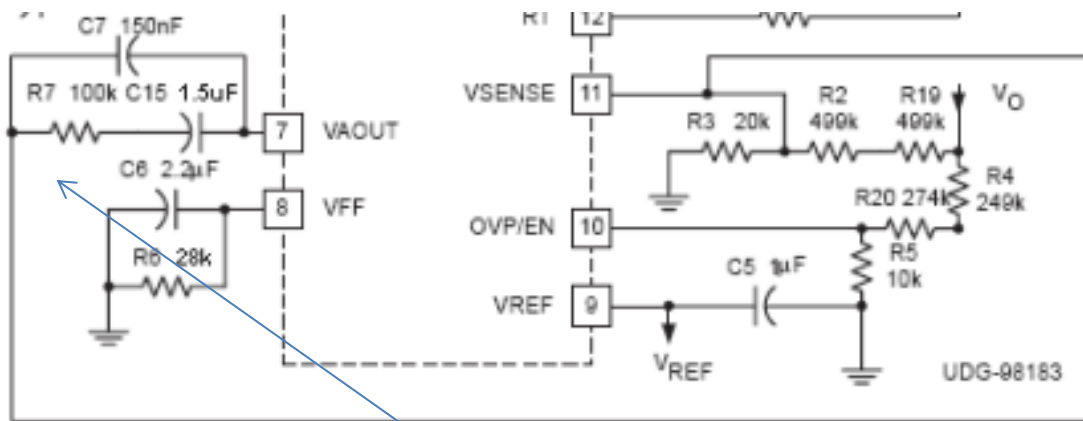 R1 12
C7 150nF
R7 100k C15 1.5uF
7 VAOUT
C6 2.2µF
8 VFF
R6 28k
VSENSE 11
R3 20k
R2
499k
R19
499k
VO
R4
249k
R20 274k
OVP/EN 10
R5
10k
C5 1µF
VREF 9
VREF
UDG-98183